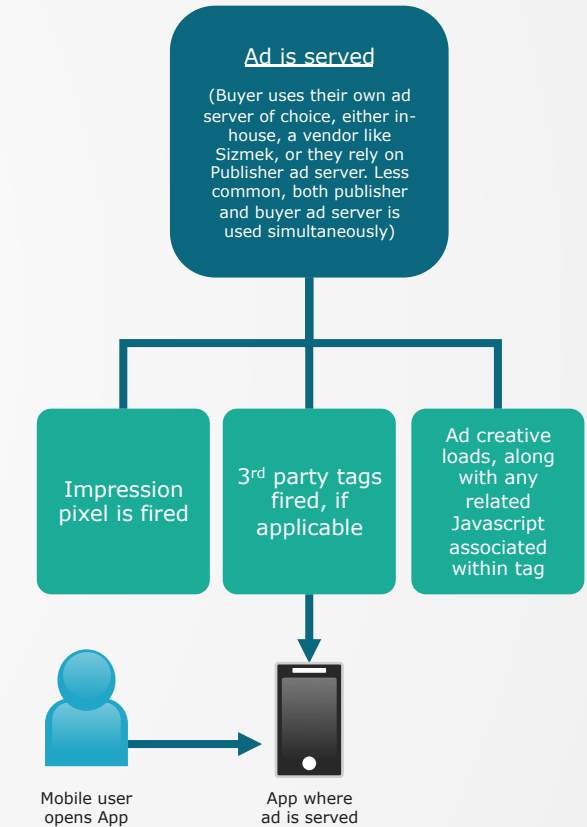 Ad is served
(Buyer uses their own ad
server of choice, either in-
house, a vendor like
Sizmek, or they rely on
Publisher ad server. Less
common, both publisher
and buyer ad server is
used simultaneously)
Impression
pixel is fired
3rd party tags
fired, if
applicable
Ad creative
loads, along
with any
related
Javascript
associated
within tag
Mobile user
opens App
App where
ad is served